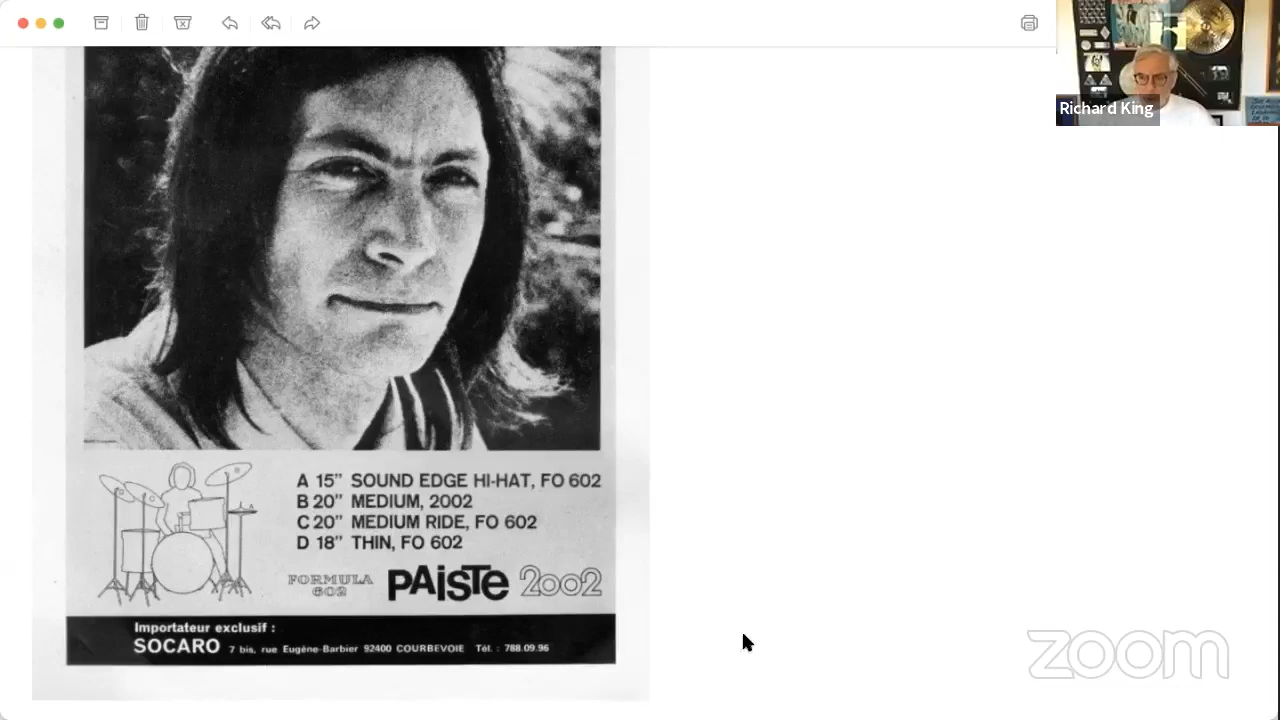 Richard King
A 15” SOUND EDGE HI-HAT, FO 602
B 20” MEDIUM, 2002
C 20” MEDIUM RIDE, FO 602
D 18” THIN, FO 602
FORMULA
602
PAiSTe
2002
Importateur exclusif :
SOCARO 7 bis, rue Eugène-Barbier 92400 COURBEVOIE Tél. : 788.09.96
zoom